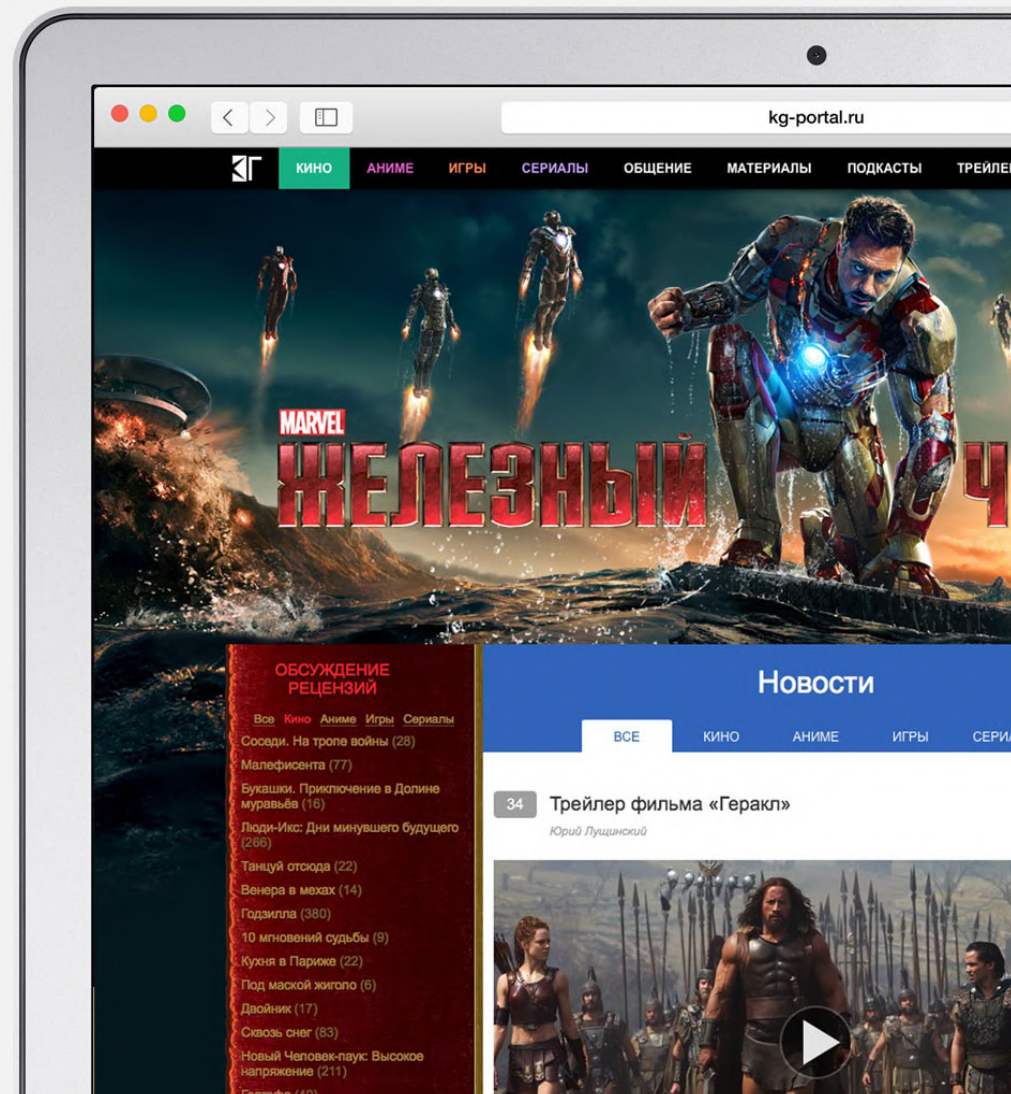 kg-portal.ru
КГ
КИНО АНИМЕ ИГРЫ СЕРИАЛЫ ОБЩЕНИЕ МАТЕРИАЛЫ ПОДКАСТЫ ТРЕЙЛЕ
MARVEL
ЖЕЛЕЗНЫЙ Ч
ОБСУЖДЕНИЕ
РЕЦЕНЗИЙ
Все Кино Аниме Игры Сериалы
Соседи. На тропе войны (28)
Малефисента (77)
Букашки. Приключение в Долине
муравьёв (16)
Люди-Икс: Дни минувшего будущего
(266)
Танцуй отсюда (22)
Венера в мехах (14)
Годзилла (380)
10 мгновений судьбы (9)
Кухня в Париже (22)
Под маской жиголо (6)
Двойник (17)
Сквозь снег (83)
Новый Человек-паук: Высокое
напряжение (211)
Новости
ВСЕ КИНО АНИМЕ ИГРЫ СЕРИ
34 Трейлер фильма «Геракл»
Юрий Лущинский